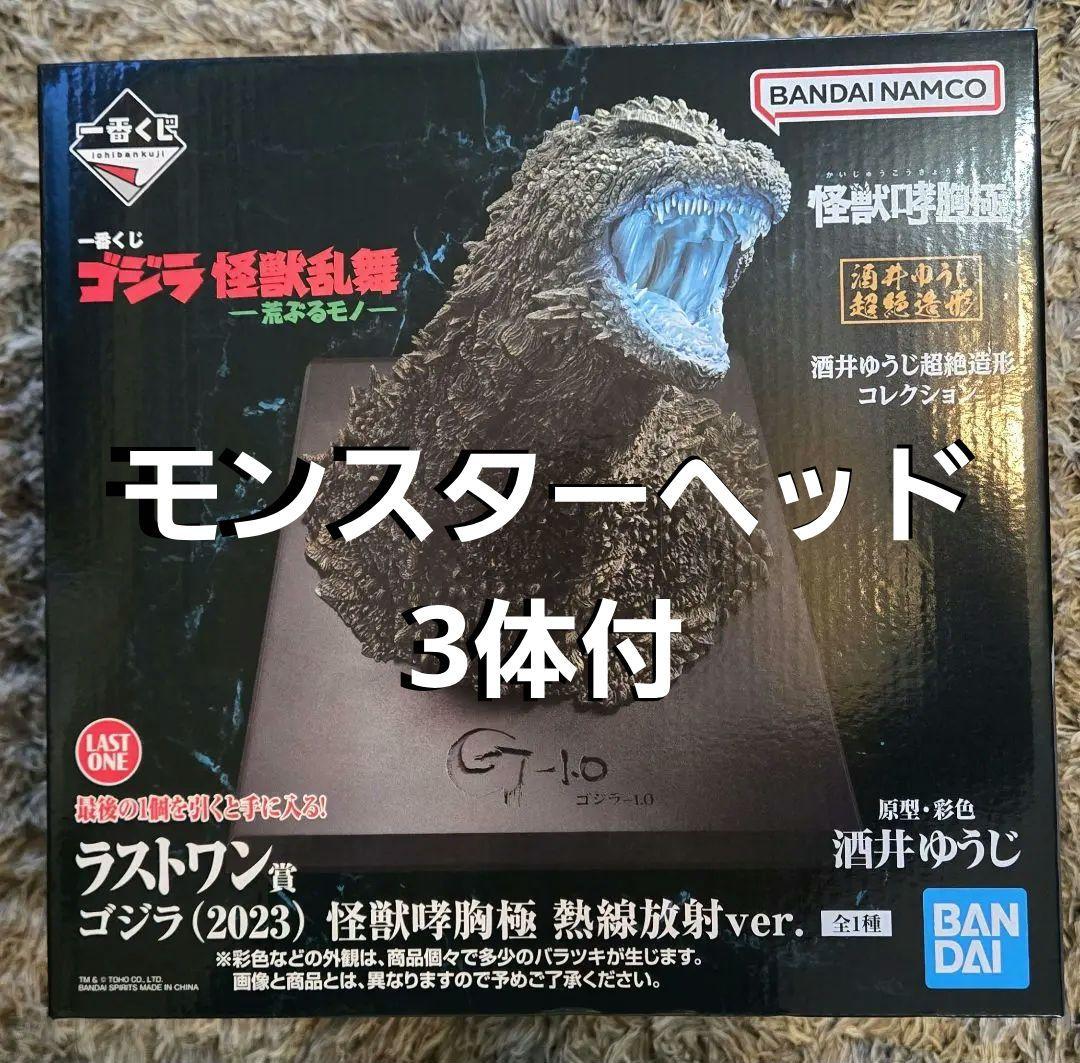 一番くじ
ichibankuji
BANDAI NAMCO
かいじゅうこうきょうきょく
怪獣哮胸極
一番くじ
ゴジラ 怪獣乱舞
―荒ぶるモノ―
酒井ゆうじ
超絶造形
酒井ゆうじ超絶造形
コレクション
モンスターヘッド
3体付
G-1.0
ゴジラ-1.0
LAST
ONE
最後の1個を引くと手に入る!
ラストワン賞
原型・彩色
酒井ゆうじ
ゴジラ(2023) 怪獣哮胸極 熱線放射ver. 全1種
※彩色などの外観は、商品個々で多少のバラツキが生じます。
画像と商品とは、異なりますので予めご了承ください。
TM & © TOHO CO., LTD.
BANDAI SPIRITS MADE IN CHINA
BAN
DAI